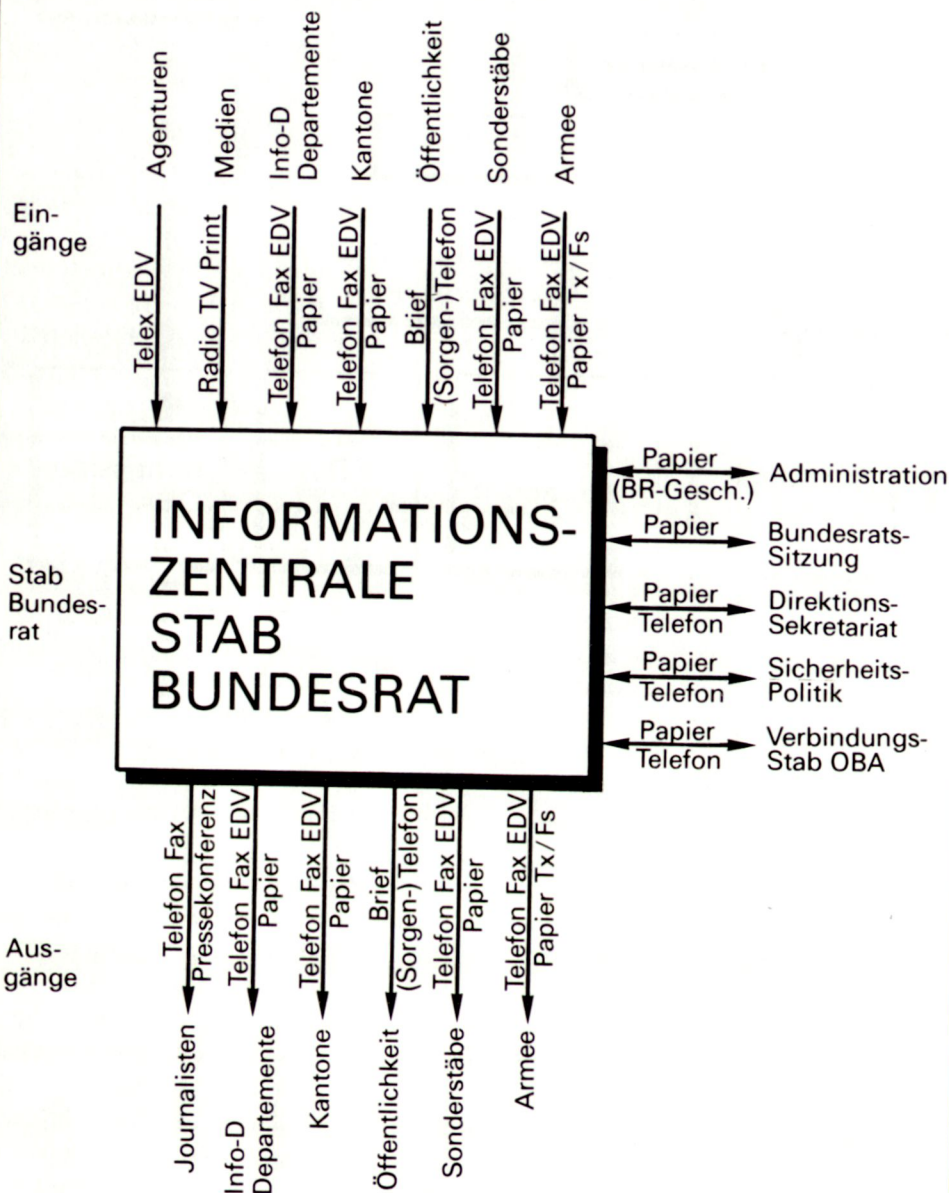 Agenturen
Medien
Info-D
Departemente
Kantone
Öffentlichkeit
Sonderstäbe
Armee
Ein-
gänge
Telex EDV
Radio TV Print
Telefon Fax EDV
Papier
Telefon Fax EDV
Papier
Brief
(Sorgen-)Telefon
Telefon Fax EDV
Papier
Telefon Fax EDV
Papier Tx/Fs
Stab
Bundes-
rat
INFORMATIONS-
ZENTRALE
STAB
BUNDESRAT
Papier
(BR-Gesch.)
Administration
Papier
Bundesrats-
Sitzung
Papier
Telefon
Direktions-
Sekretariat
Papier
Telefon
Sicherheits-
Politik
Papier
Telefon
Verbindungs-
Stab OBA
Aus-
gänge
Telefon Fax
Pressekonferenz
Telefon Fax EDV
Papier
Telefon Fax EDV
Papier
Brief
(Sorgen-)Telefon
Telefon Fax EDV
Papier
Telefon Fax EDV
Papier Tx/Fs
Journalisten
Info-D
Departemente
Kantone
Öffentlichkeit
Sonderstäbe
Armee